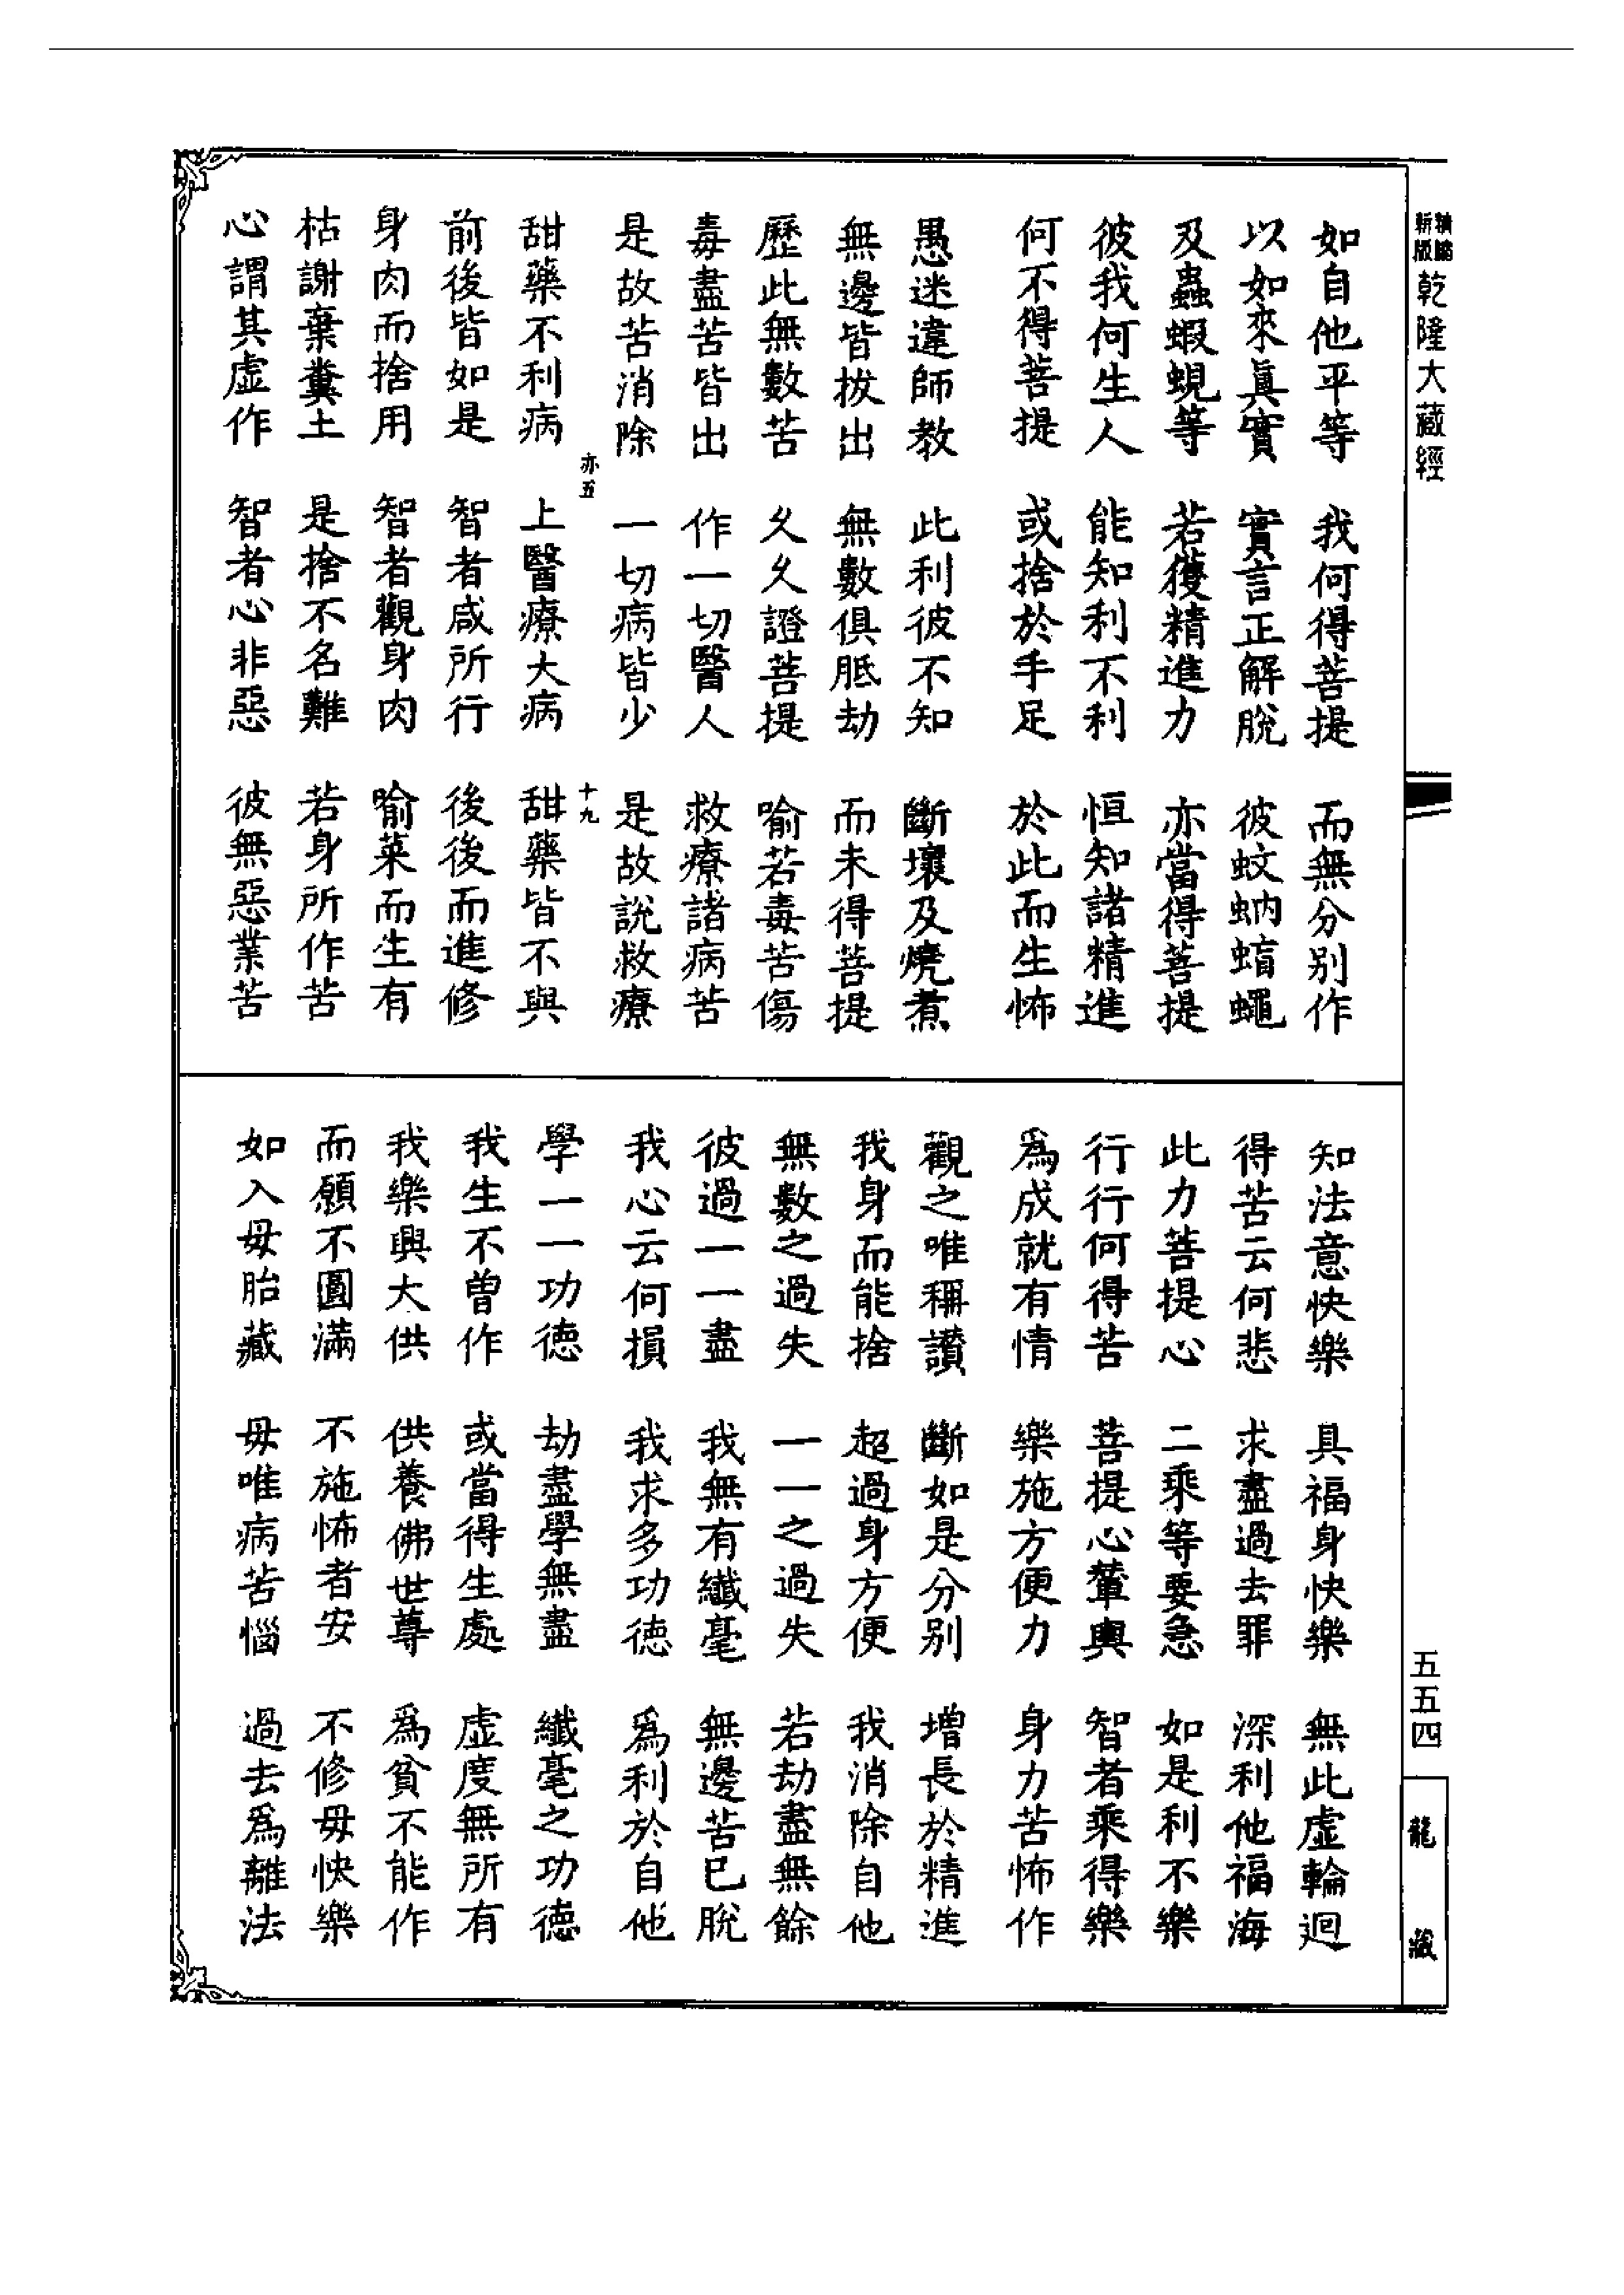 精縮新版乾隆大藏經
如自他平等　我何得菩提　而無分别作
以如來真實　實言正解脫　彼蚊蚋蝱蠅
及蟲蝦蜆等　若獲精進力　亦當得菩提
彼我何生人　能知利不利　恒知諸精進
何不得菩提　或捨於手足　於此而生怖
愚迷違師教　此利彼不知　斷壞及燒煮
無邊皆拔出　無數俱胝劫　而未得菩提
歷此無數苦　久久證菩提　喻若毒苦傷
毒盡苦皆出　作一切醫人　救療諸病苦
是故苦消除　一切病皆少　是故說救療
亦五　十九
甜藥不利病　上醫療大病　甜藥皆不與
前後皆如是　智者咸所行　後後而進修
身肉而捨用　智者觀身肉　喻菜而生有
枯謝棄糞土　是捨不名難　若身所作苦
心謂其虛作　智者心非惡　彼無惡業苦
知法意快樂　具福身快樂　無此虛輪迴
得苦云何悲　求盡過去罪　深利他福海
此力菩提心　二乘等要急　如是利不樂
行行何得苦　菩提心輦輿　智者乘得樂
爲成就有情　樂施方便力　身力苦怖作
觀之唯稱讚　斷如是分别　增長於精進
我身而能捨　超過身方便　我消除自他
無數之過失　一一之過失　若劫盡無餘
彼過一一盡　我無有纖毫　無邊苦已脫
我心云何損　我求多功德　爲利於自他
學一一功德　劫盡學無盡　纖毫之功德
我生不曾作　或當得生處　虛度無所有
我樂興大供　供養佛世尊　爲貧不能作
而願不圓滿　不施怖者安　不修毋快樂
如入毋胎藏　毋唯病苦惱　過去爲離法
五五四
龍藏